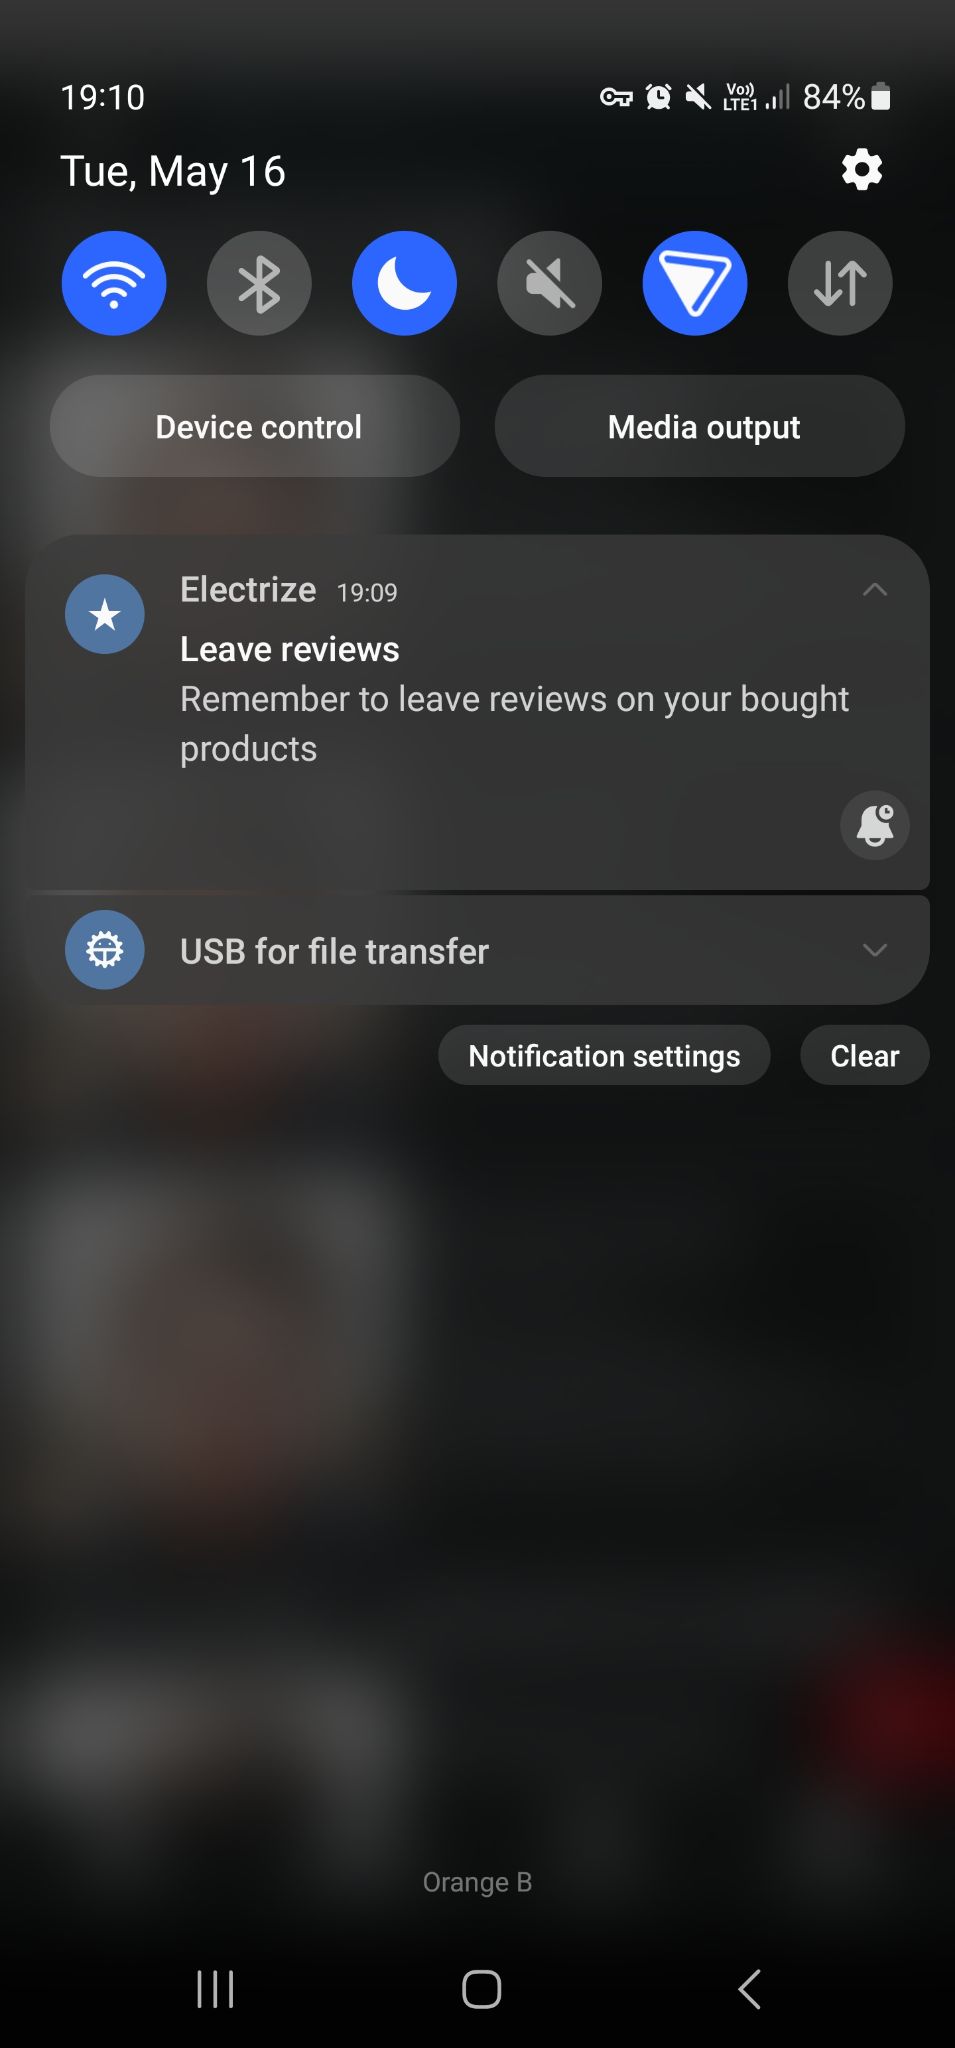 19:10
Vo))
LTE1
84%
Tue, May 16
Device control
Media output
Electrize 19:09
Leave reviews
Remember to leave reviews on your bought
products
USB for file transfer
Notification settings
Clear
Orange B